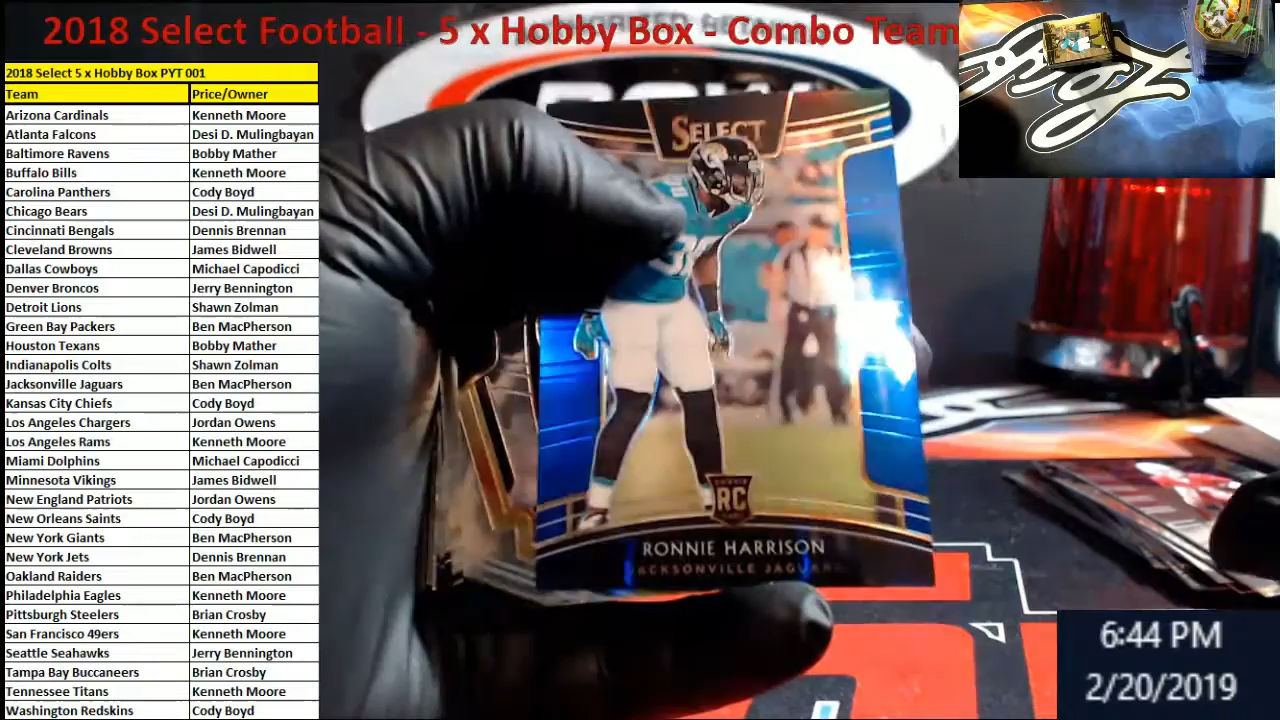 2018 Select Football - 5 x Hobby Box - Combo Team
2018 Select 5 x Hobby Box PYT 001
Team Price/Owner
Arizona Cardinals Kenneth Moore
Atlanta Falcons Desi D. Mulingbayan
Baltimore Ravens Bobby Mather
Buffalo Bills Kenneth Moore
Carolina Panthers Cody Boyd
Chicago Bears Desi D. Mulingbayan
Cincinnati Bengals Dennis Brennan
Cleveland Browns James Bidwell
Dallas Cowboys Michael Capodicci
Denver Broncos Jerry Bennington
Detroit Lions Shawn Zolman
Green Bay Packers Ben MacPherson
Houston Texans Bobby Mather
Indianapolis Colts Shawn Zolman
Jacksonville Jaguars Ben MacPherson
Kansas City Chiefs Cody Boyd
Los Angeles Chargers Jordan Owens
Los Angeles Rams Kenneth Moore
Miami Dolphins Michael Capodicci
Minnesota Vikings James Bidwell
New England Patriots Jordan Owens
New Orleans Saints Cody Boyd
New York Giants Ben MacPherson
New York Jets Dennis Brennan
Oakland Raiders Ben MacPherson
Philadelphia Eagles Kenneth Moore
Pittsburgh Steelers Brian Crosby
San Francisco 49ers Kenneth Moore
Seattle Seahawks Jerry Bennington
Tampa Bay Buccaneers Brian Crosby
Tennessee Titans Kenneth Moore
Washington Redskins Cody Boyd
SELECT
RC
RONNIE HARRISON
JACKSONVILLE JAGUARS
6:44 PM
2/20/2019